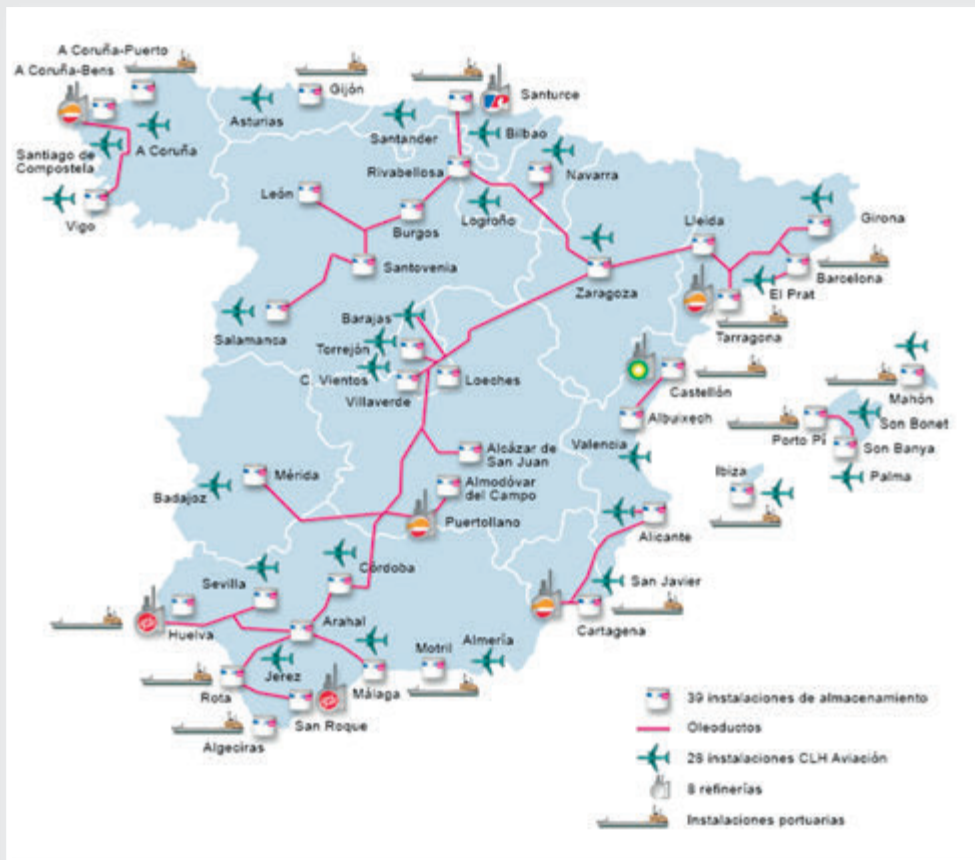 A Coruña-Puerto
A Coruña-Bens
Gijón
Santurce
Asturias
Santander
Bilbao
A Coruña
Santiago de
Compostela
Rivabellosa
Navarra
León
Vigo
Burgos
Logroño
Lleida
Girona
Santovenia
Zaragoza
Barcelona
El Prat
Salamanca
Barajas
Tarragona
Torrejón
C. Vientos
Loeches
Villaverde
Castellón
Mahón
Albuixech
Son Bonet
Porto Pi
Son Banya
Valencia
Alcázar de
San Juan
Palma
Ibiza
Mérida
Almodóvar
del Campo
Badajoz
Puertollano
Alicante
Córdoba
Sevilla
San Javier
Huelva
Arahal
Cartagena
Motril
Almería
Jerez
Rota
Málaga
San Roque
Algeciras
39 instalaciones de almacenamiento
Oleoductos
28 instalaciones CLH Aviación
8 refinerías
Instalaciones portuarias